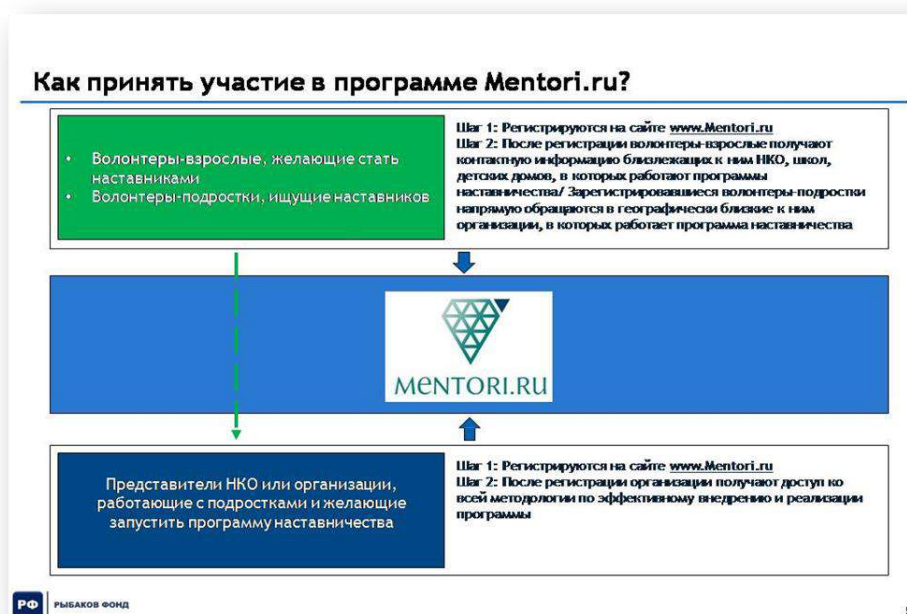 Как принять участие в программе Mentori.ru?
• Волонтеры-взрослые, желающие стать
наставниками
• Волонтеры-подростки, ищущие наставников
Шаг 1: Регистрируются на сайте www.Mentori.ru
Шаг 2: После регистрации волонтеры-взрослые получают
контактную информацию близлежащих к ним НКО, школ,
детских домов, в которых работают программы
наставничества/ Зарегистрировавшиеся волонтеры-подростки
напрямую обращаются в географически близкие к ним
организации, в которых работает программа наставничества
MENTORI.RU
Представители НКО или организации,
работающие с подростками и желающие
запустить программу наставничества
Шаг 1: Регистрируются на сайте www.Mentori.ru
Шаг 2: После регистрации организации получают доступ ко
всей методологии по эффективному внедрению и реализации
программы
РФ РЫБАКОВ ФОНД